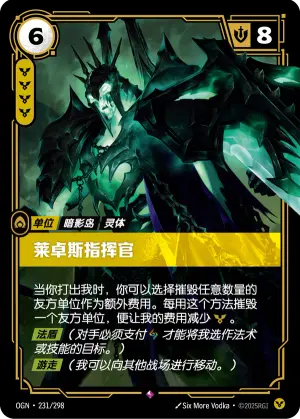 6
8
单位 暗影岛 灵体
莱卓斯指挥官
当你打出我时，你可以选择摧毁任意数量的
友方单位作为额外费用。每用这个方法摧毁
一个友方单位，便让我的费用减少 。
法盾 （对手必须支付 才能将我选作法术
或技能的目标。）
游走 （我可以向其他战场进行移动。）
OGN • 231/298 Six More Vodka • ©2025RGI